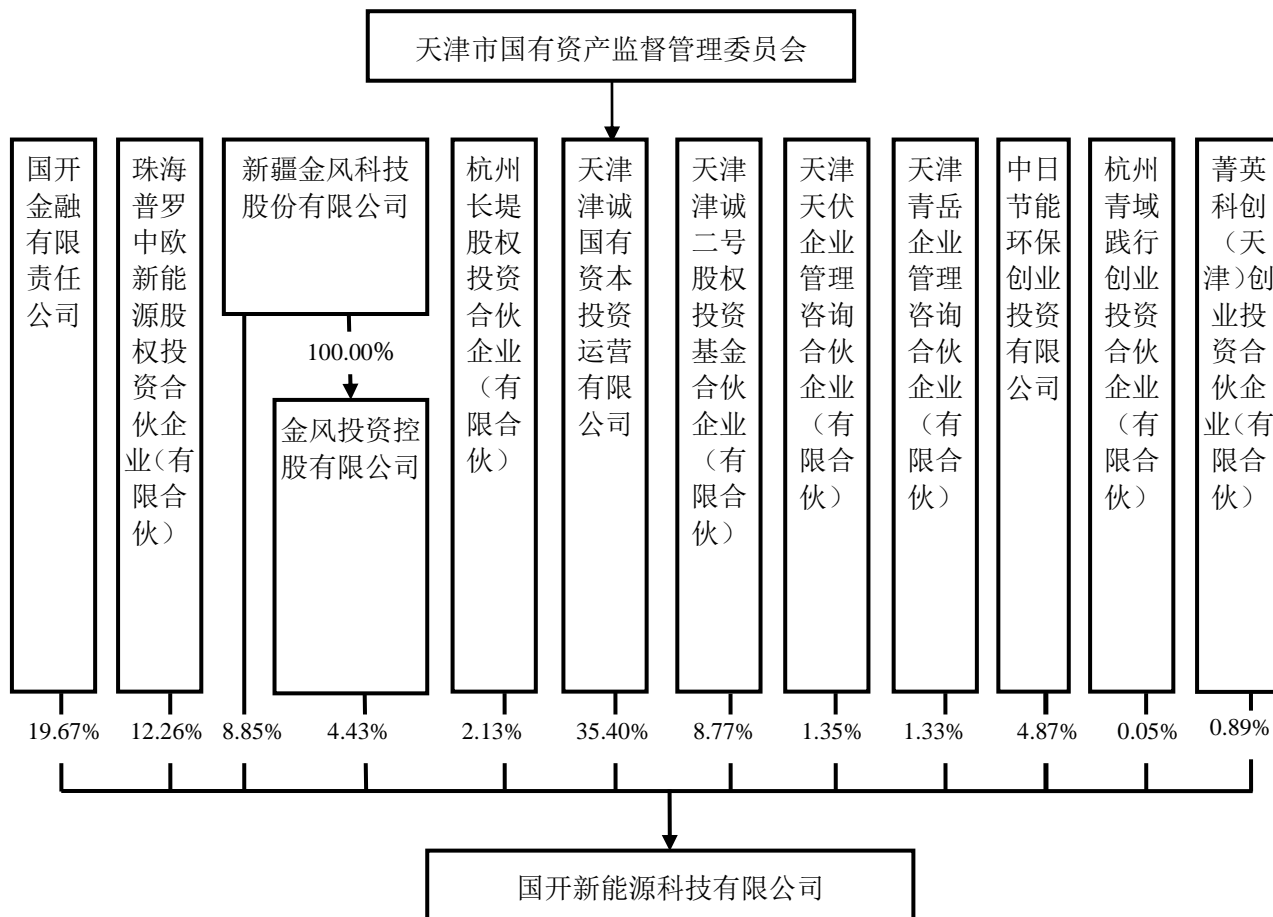 天津市国有资产监督管理委员会
国开
金融
有限
责任
公司
珠海
普罗
中欧
新能
源股
权投
资合
伙企
业(有
限合
伙)
新疆金风科技
股份有限公司
100.00%
金风投资控
股有限公司
杭州
长堤
股权
投资
合伙
企业
（有
限合
伙）
天津
津诚
国有
资本
投资
运营
有限
公司
天津
津诚
二号
股权
投资
基金
合伙
企业
（有
限合
伙）
天津
天伏
企业
管理
咨询
合伙
企业
（有
限合
伙）
天津
青岳
企业
管理
咨询
合伙
企业
（有
限合
伙）
中日
节能
环保
创业
投资
有限
公司
杭州
青域
践行
创业
投资
合伙
企业
（有
限合
伙）
菁英
科创
（天
津）创
业投
资合
伙企
业(有
限合
伙）
19.67%
12.26%
8.85%
4.43%
2.13%
35.40%
8.77%
1.35%
1.33%
4.87%
0.05%
0.89%
国开新能源科技有限公司